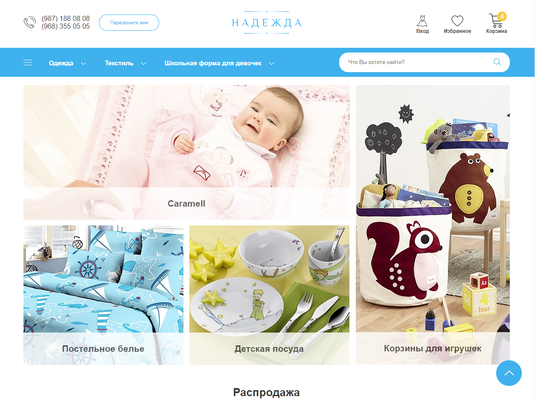 (987) 188 08 08
(968) 355 05 05
Перезвоните мне
НАДЕЖДА
Вход
Избранное
Корзина
Одежда
Текстиль
Школьная форма для девочек
Что Вы хотите найти?
Caramell
Постельное белье
Детская посуда
Корзины для игрушек
four
Распродажа